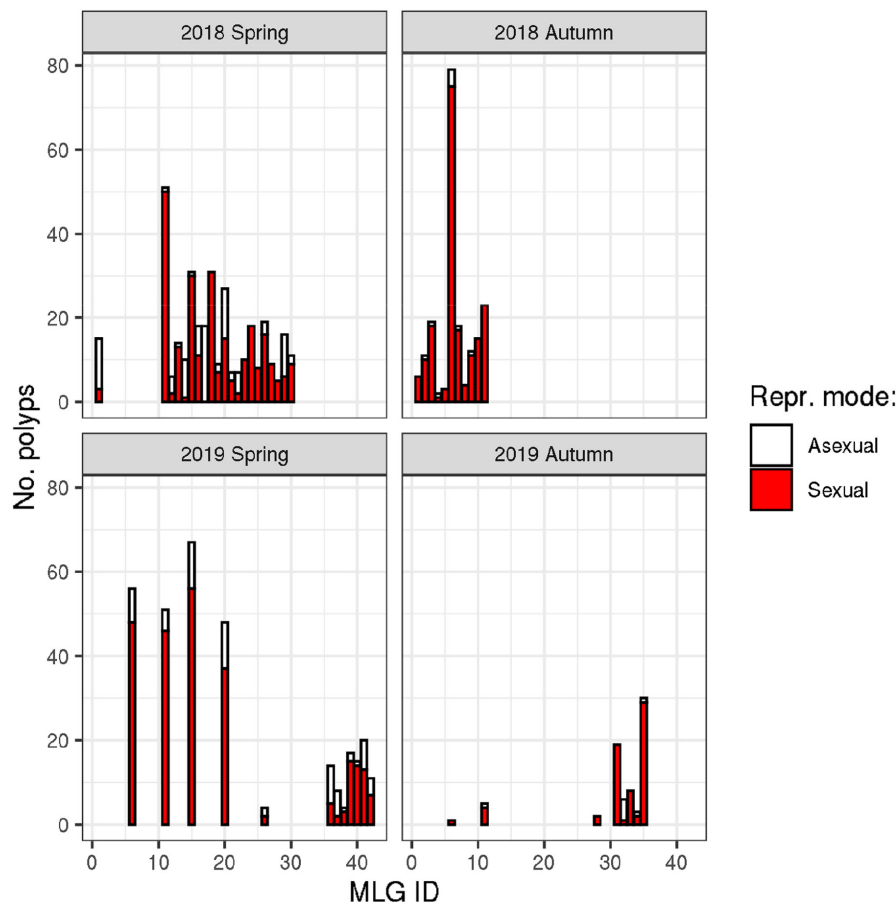 2018 Spring
2018 Autumn
80
60
40
20
0
2019 Spring
2019 Autumn
80
60
40
20
0
0 10 20 30 40
0 10 20 30 40
No. polyps
MLG ID
Repr. mode:
Asexual
Sexual